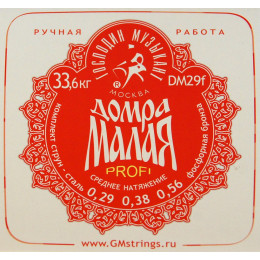 РУЧНАЯ РАБОТА
ГОСПОДИН МУЗЫКАНТ
®
МОСКВА
33,6кг
DM29f
ДОМРА
МАЛАЯ
PROFI
СРЕДНЕЕ НАТЯЖЕНИЕ
0,29 0,38 0,56
комплект струн - сталь
фосфорная бронза
www.GMstrings.ru